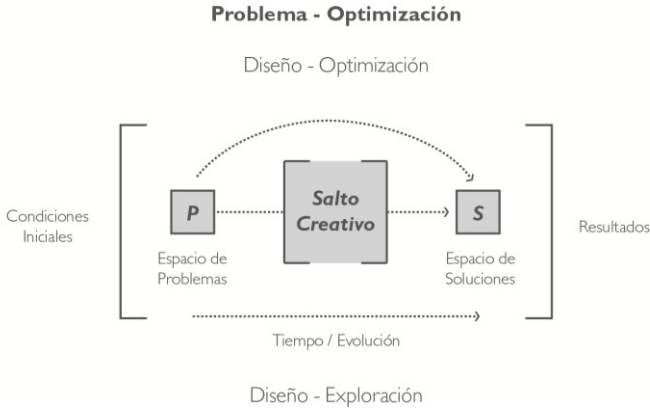 Problema - Optimización
Diseño - Optimización
Condiciones
Iniciales
P
Espacio de
Problemas
Salto
Creativo
S
Espacio de
Soluciones
Resultados
Tiempo / Evolución
Diseño - Exploración